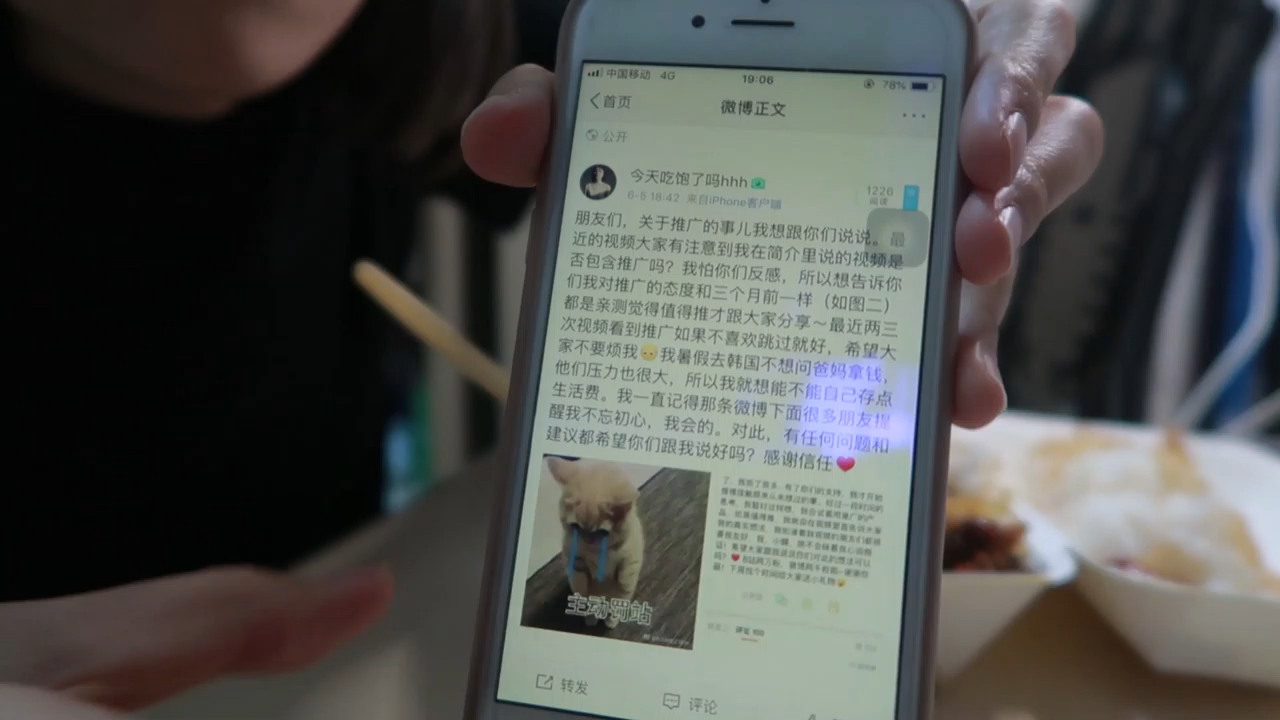 中国移动 4G 19:06 78%
首页 微博正文
公开
今天吃饱了吗hhh
6-5 18:42 来自iPhone客户端
1226
阅读
朋友们，关于推广的事儿我想跟你们说说。最
近的视频大家有注意到我在简介里说的视频是
否包含推广吗？我怕你们反感，所以想告诉你
们我对推广的态度和三个月前一样（如图二）
都是亲测觉得值得推才跟大家分享～最近两三
次视频看到推广如果不喜欢跳过就好，希望大
家不要烦我😶我暑假去韩国不想问爸妈拿钱，
他们压力也很大，所以我就想能不能自己存点
生活费。我一直记得那条微博下面很多朋友提
醒我不忘初心，我会的。对此，有任何问题和
建议都希望你们跟我说好吗？感谢信任❤️
主动罚站
评论 100
转发
评论